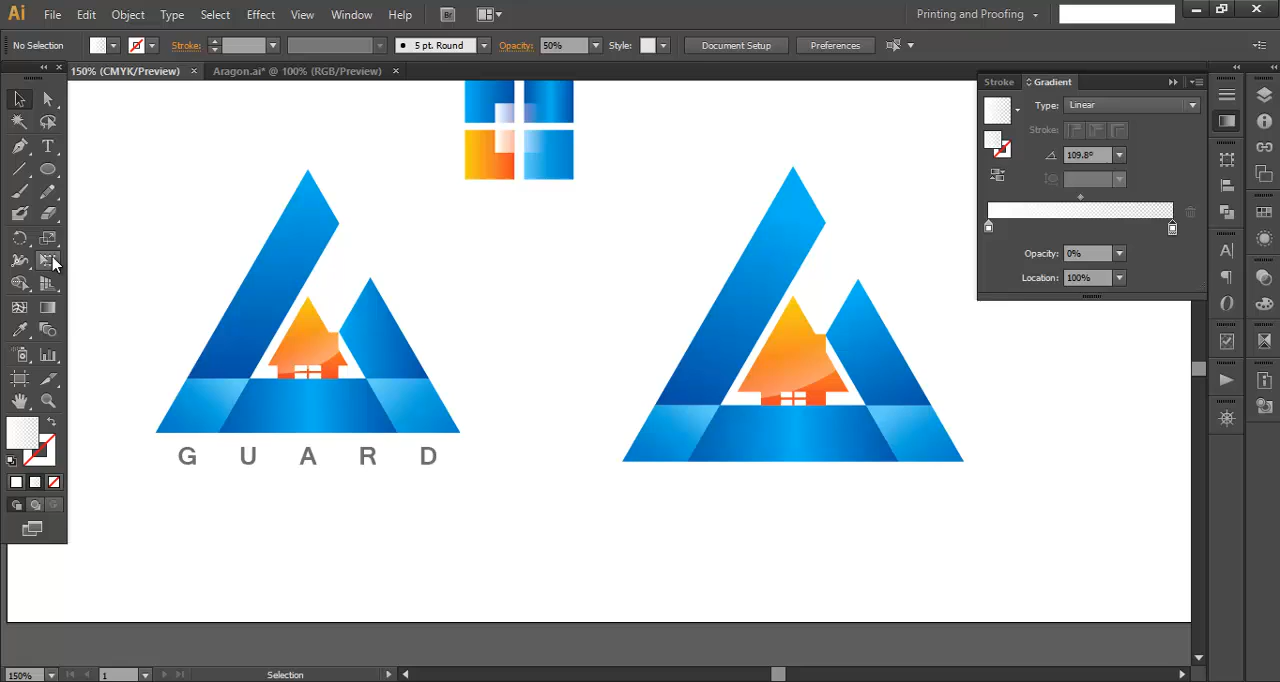 Ai File Edit Object Type Select Effect View Window Help Br Printing and Proofing
No Selection Stroke: 5 pt. Round Opacity: 50% Style: Document Setup Preferences
150% (CMYK/Preview) × Aragon.ai* @ 100% (RGB/Preview) ×
Stroke Gradient
Type: Linear
Stroke:
109.8°
Opacity: 0%
Location: 100%
G U A R D
150% 1 Selection